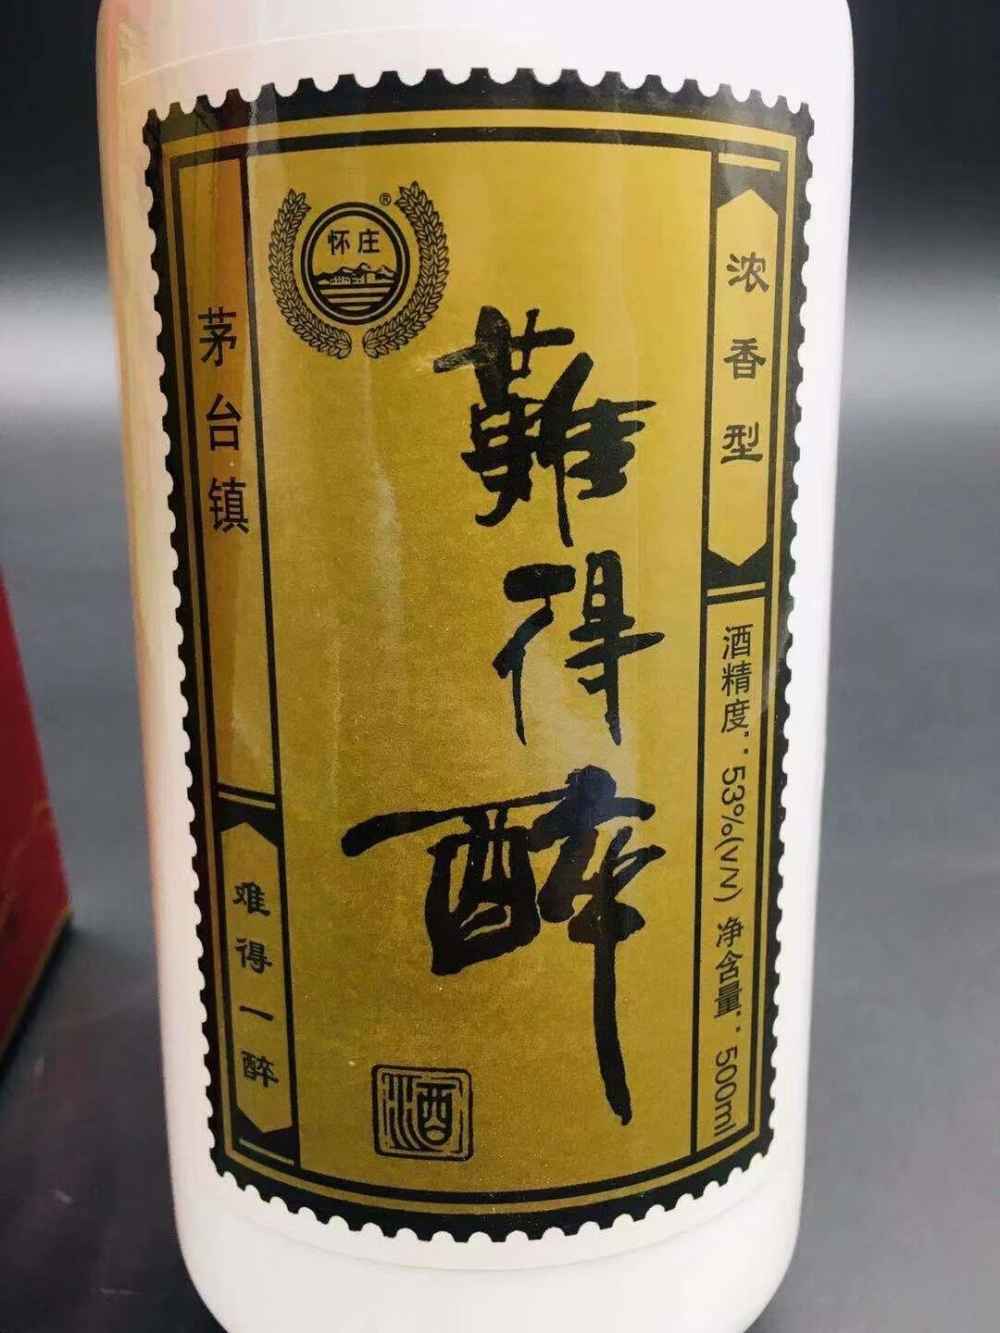 怀庄
®
茅台镇
难得一醉
難得醉
酒
浓香型
酒精度:53%(V/V) 净含量:500ml